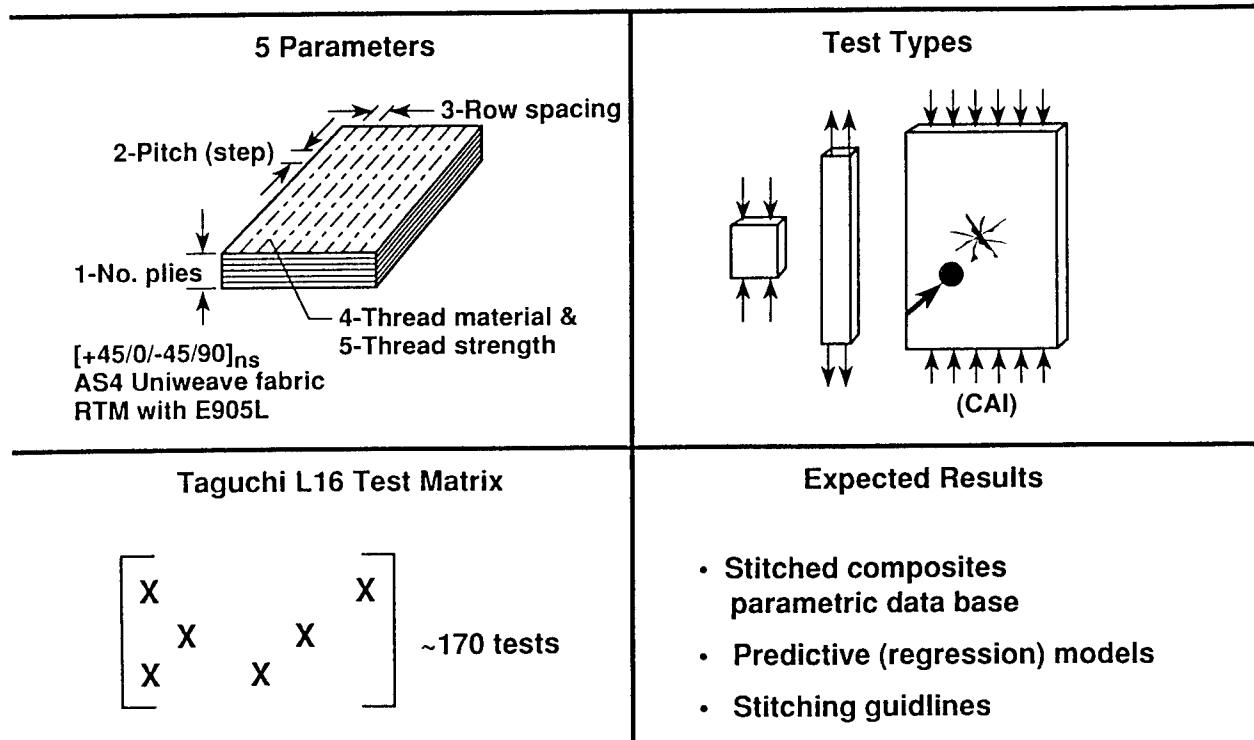 5 Parameters
3-Row spacing
2-Pitch (step)
1-No. plies
4-Thread material &
5-Thread strength
[+45/0/-45/90]ns
AS4 Uniweave fabric
RTM with E905L
Test Types
(CAI)
Taguchi L16 Test Matrix
X X
X X
X X
~170 tests
Expected Results
• Stitched composites
parametric data base
• Predictive (regression) models
• Stitching guidlines